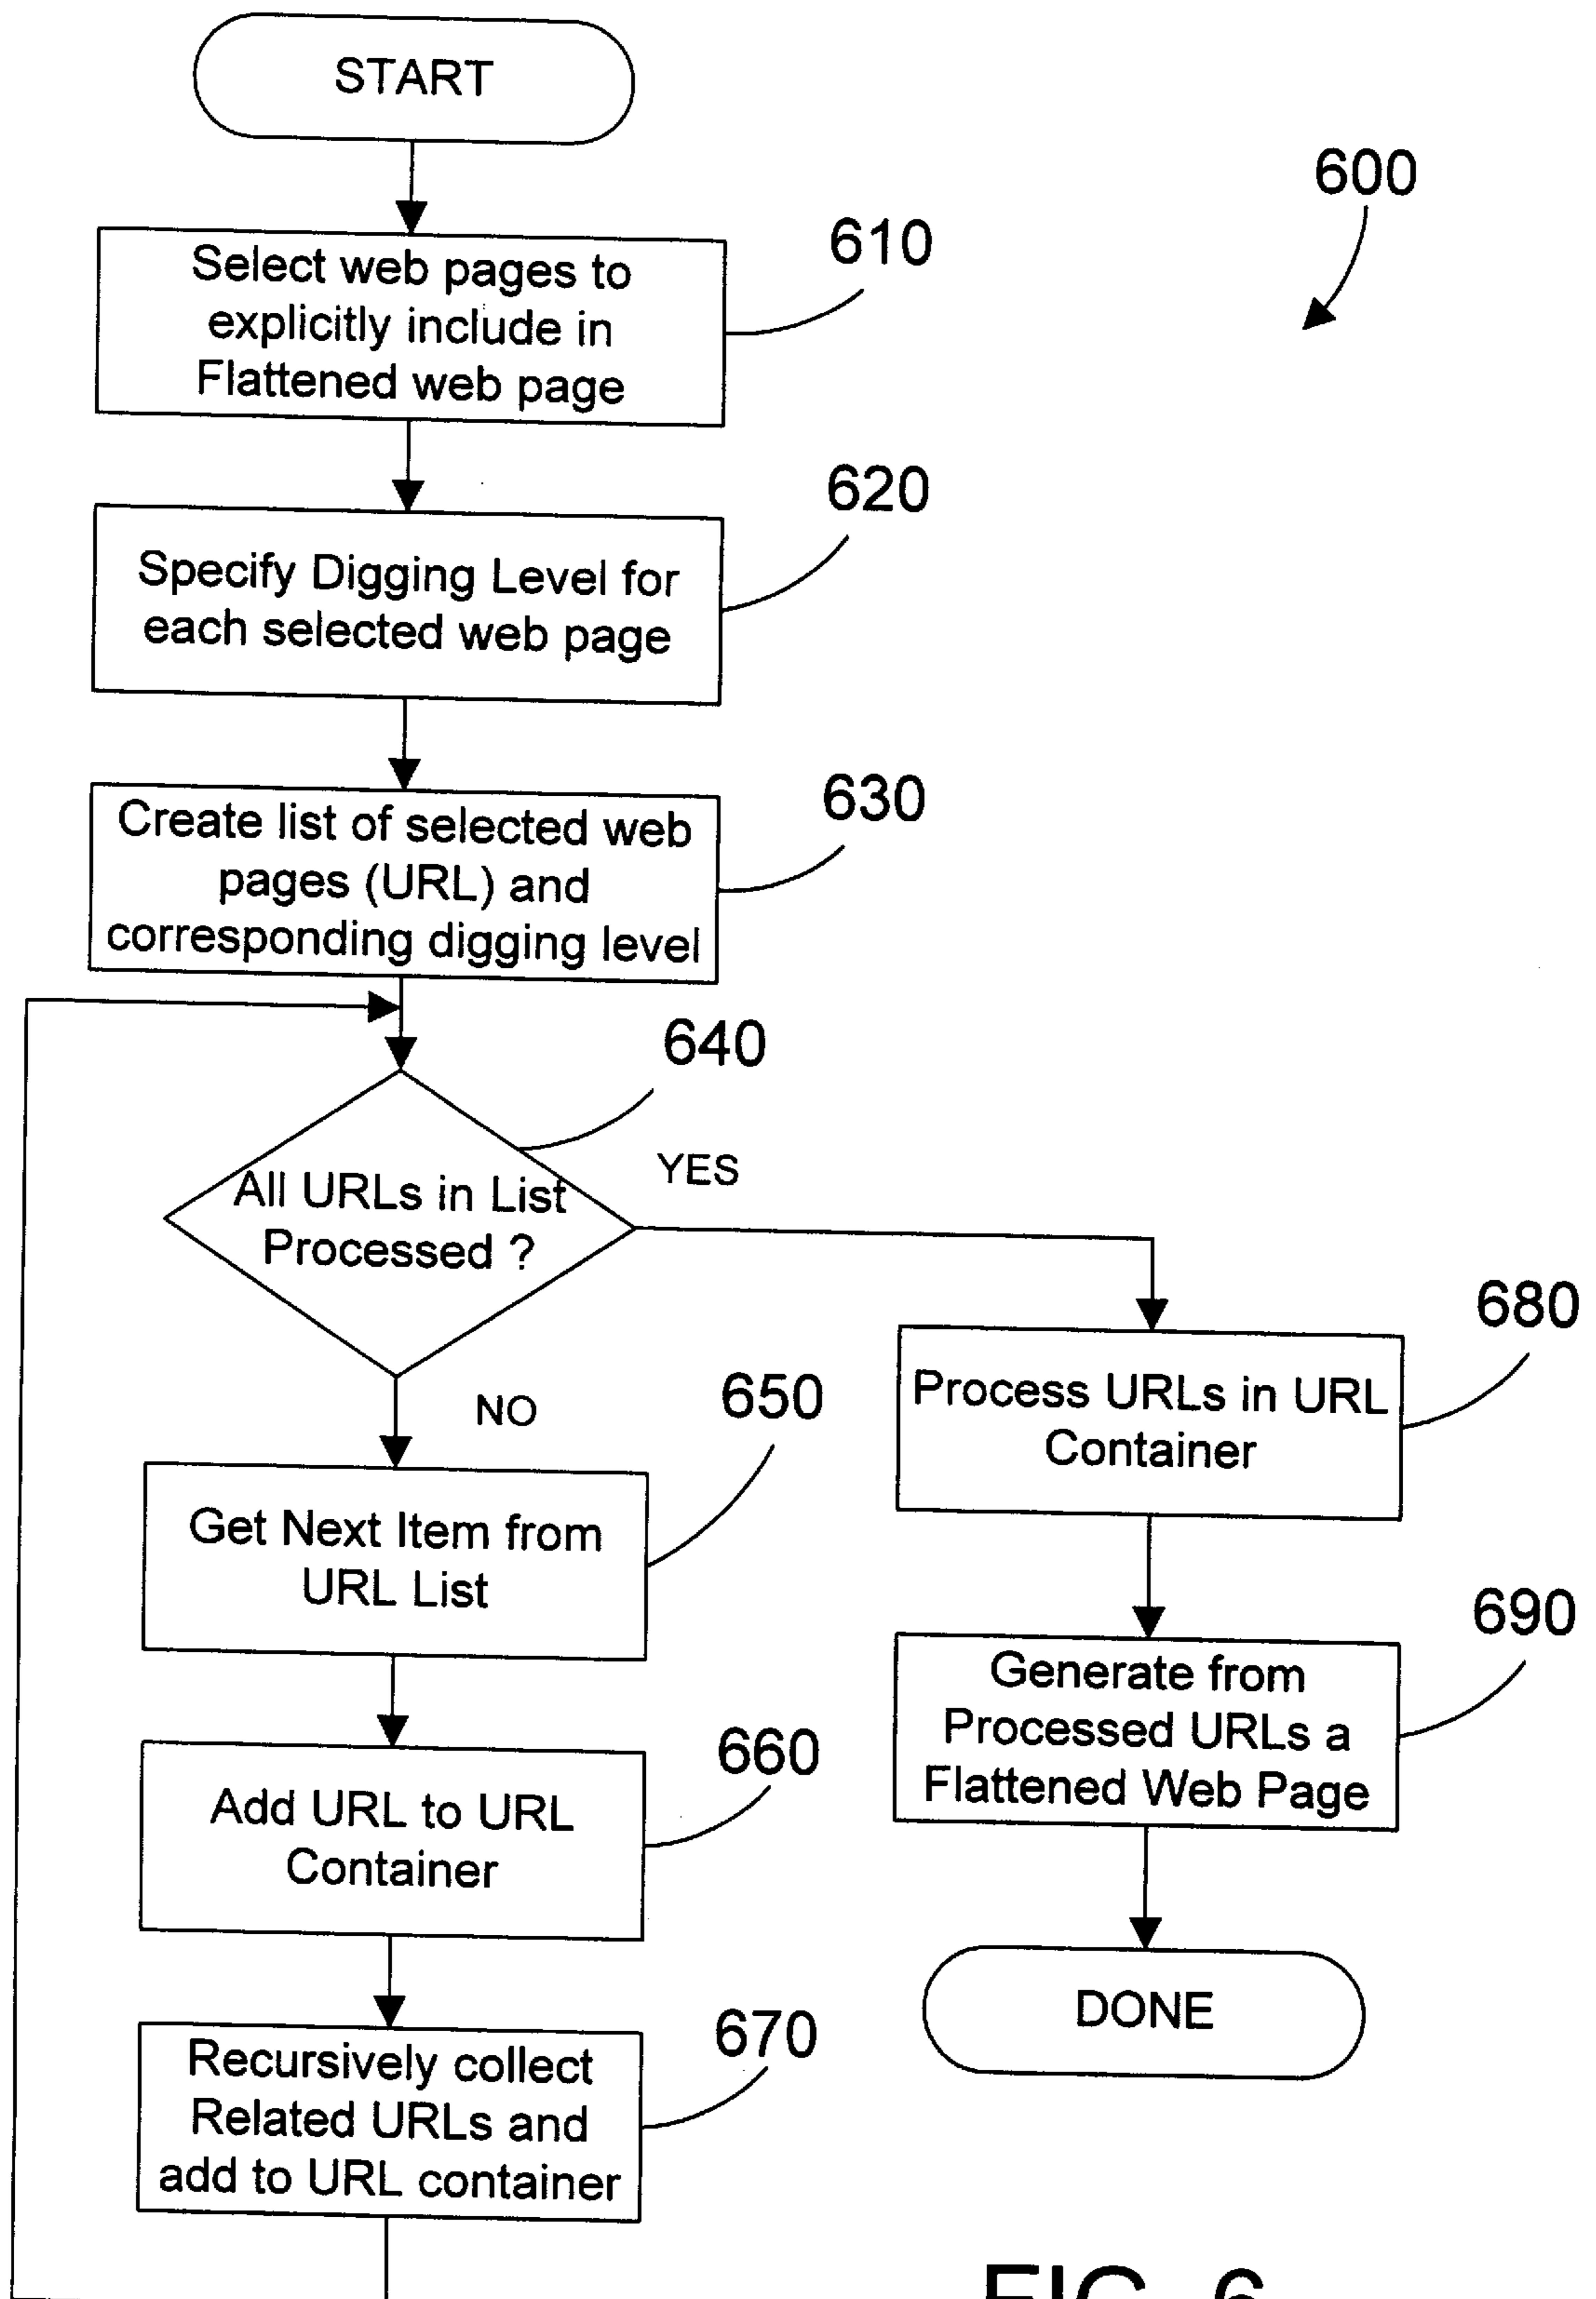 START
600
610
Select web pages to
explicitly include in
Flattened web page
620
Specify Digging Level for
each selected web page
630
Create list of selected web
pages (URL) and
corresponding digging level
640
All URLs in List
Processed ?
YES
NO
650
Get Next Item from
URL List
660
Add URL to URL
Container
670
Recursively collect
Related URLs and
add to URL container
680
Process URLs in URL
Container
690
Generate from
Processed URLs a
Flattened Web Page
DONE
FIG. 6